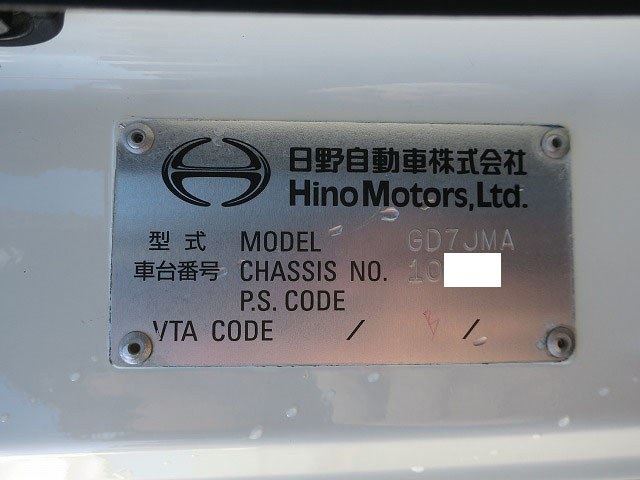 日野自動車株式会社
Hino Motors, Ltd.
型式 MODEL GD7JMA
車台番号 CHASSIS NO. 10
P.S. CODE
VTA CODE / /